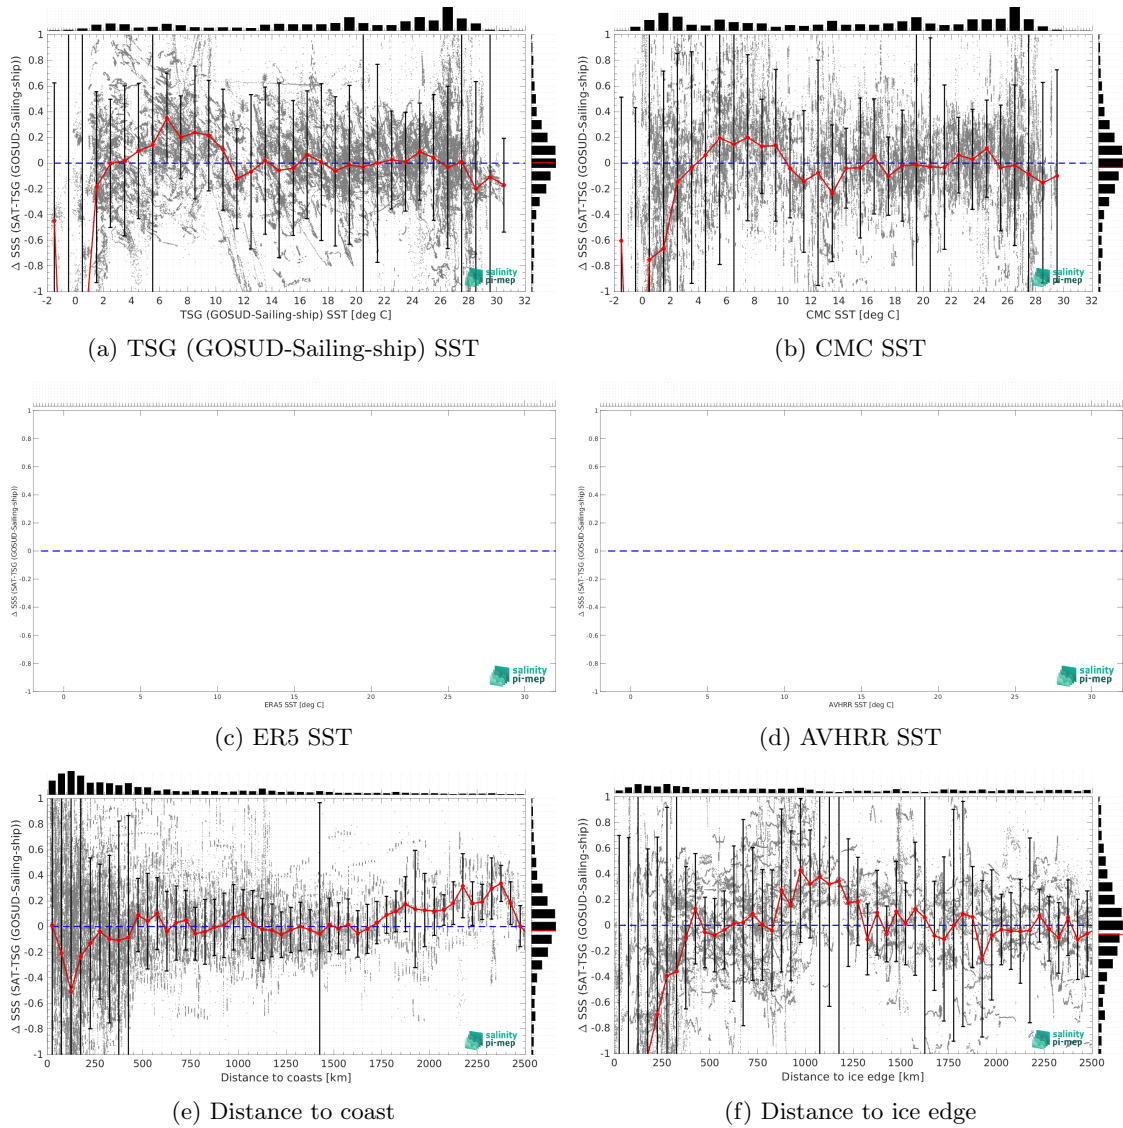 Δ SSS (SAT-TSG (GOSUD-Sailing-ship))
1
0.8
0.6
0.4
0.2
0
-0.2
-0.4
-0.6
-0.8
-1
-2 0 2 4 6 8 10 12 14 16 18 20 22 24 26 28 30 32
TSG (GOSUD-Sailing-ship) SST [deg C]
salinity
pi-mep
(a) TSG (GOSUD-Sailing-ship) SST
Δ SSS (SAT-TSG (GOSUD-Sailing-ship))
1
0.8
0.6
0.4
0.2
0
-0.2
-0.4
-0.6
-0.8
-1
-2 0 2 4 6 8 10 12 14 16 18 20 22 24 26 28 30 32
CMC SST [deg C]
salinity
pi-mep
(b) CMC SST
Δ SSS (SAT-TSG (GOSUD-Sailing-ship))
1
0.8
0.6
0.4
0.2
0
-0.2
-0.4
-0.6
-0.8
-1
0 5 10 15 20 25 30
ERA5 SST [deg C]
salinity
pi-mep
(c) ER5 SST
Δ SSS (SAT-TSG (GOSUD-Sailing-ship))
1
0.8
0.6
0.4
0.2
0
-0.2
-0.4
-0.6
-0.8
-1
0 5 10 15 20 25 30
AVHRR SST [deg C]
salinity
pi-mep
(d) AVHRR SST
Δ SSS (SAT-TSG (GOSUD-Sailing-ship))
1
0.8
0.6
0.4
0.2
0
-0.2
-0.4
-0.6
-0.8
-1
0 250 500 750 1000 1250 1500 1750 2000 2250 2500
Distance to coasts [km]
salinity
pi-mep
(e) Distance to coast
Δ SSS (SAT-TSG (GOSUD-Sailing-ship))
1
0.8
0.6
0.4
0.2
0
-0.2
-0.4
-0.6
-0.8
-1
0 250 500 750 1000 1250 1500 1750 2000 2250 2500
Distance to ice edge [km]
salinity
pi-mep
(f) Distance to ice edge